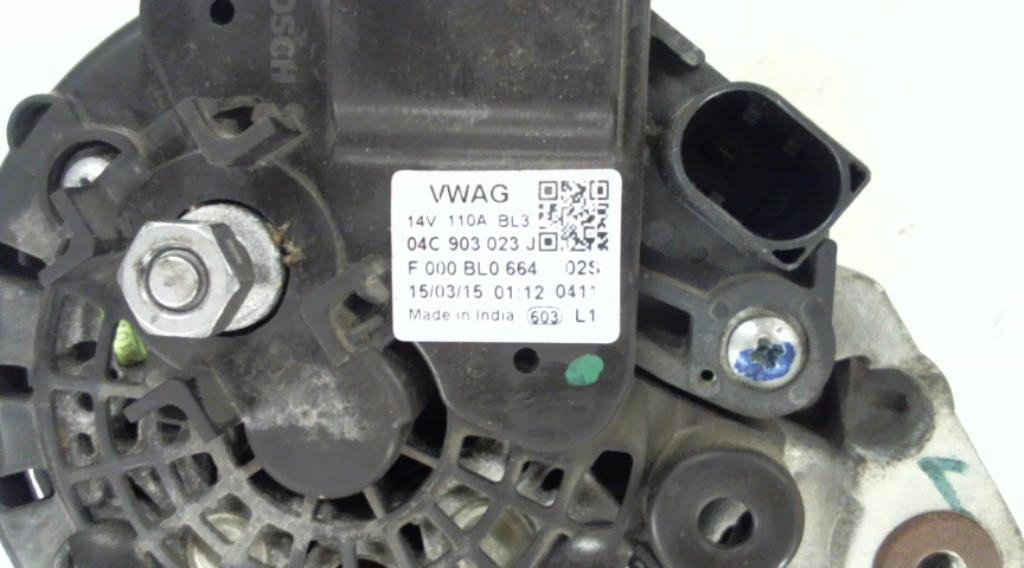 BOSCH
VWAG
14V 110A BL3
04C 903 023 J
F 000 BL0 664 02S
15/03/15 01:12 0411
Made in India 603 L1